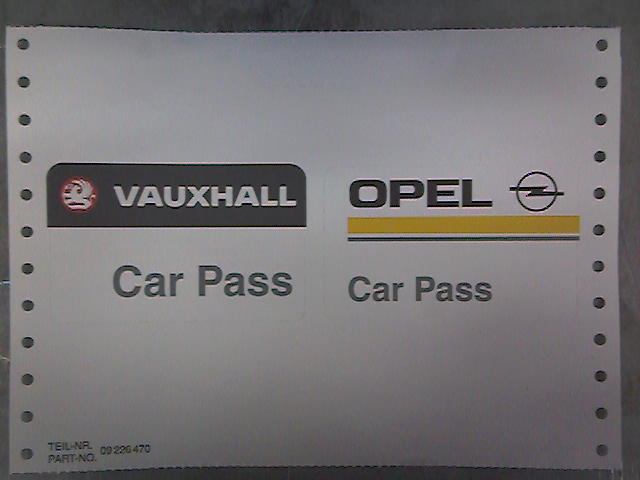 VAUXHALL
Car Pass
OPEL
Car Pass
TEIL-NR.
PART-NO. 09 226 470